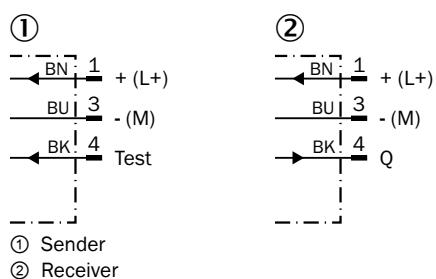 ① ②
BN 1 + (L+) BN 1 + (L+)
BU 3 - (M) BU 3 - (M)
BK 4 Test BK 4 Q
① Sender
② Receiver